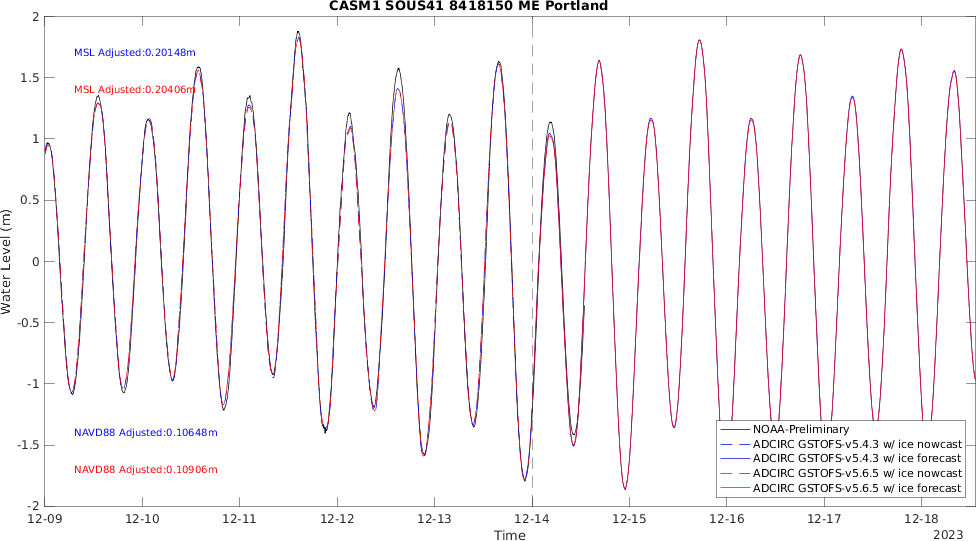 CASM1 SOUS41 8418150 ME Portland
2
1.5
1
0.5
0
-0.5
-1
-1.5
-2
Water Level (m)
MSL Adjusted:0.20148m
MSL Adjusted:0.20406m
NAVD88 Adjusted:0.10648m
NAVD88 Adjusted:0.10906m
NOAA-Preliminary
ADCIRC GSTOFS-v5.4.3 w/ ice nowcast
ADCIRC GSTOFS-v5.4.3 w/ ice forecast
ADCIRC GSTOFS-v5.6.5 w/ ice nowcast
ADCIRC GSTOFS-v5.6.5 w/ ice forecast
12-09 12-10 12-11 12-12 12-13 12-14 12-15 12-16 12-17 12-18
Time
2023